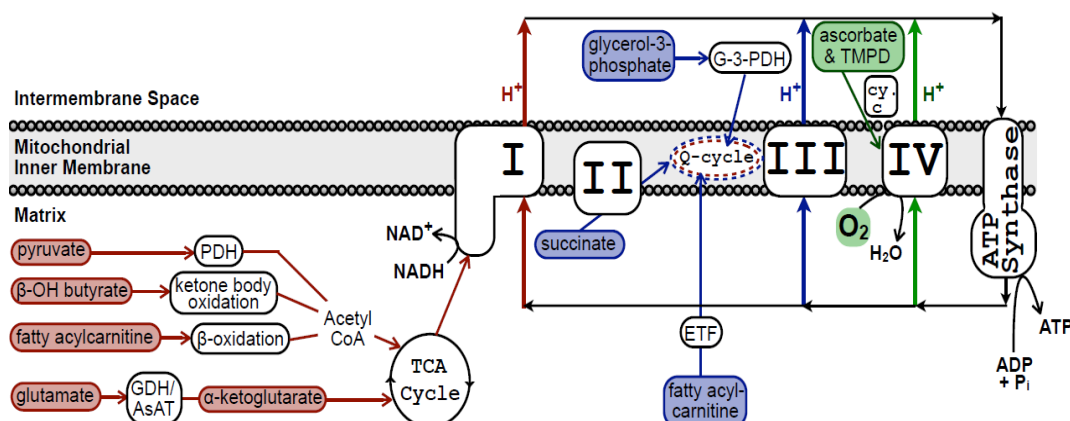 glycerol-3-
phosphate
G-3-PDH
ascorbate
& TMPD
cy.
c
H⁺
H⁺
H⁺
Intermembrane Space
Mitochondrial
Inner Membrane
I
II
Q-cycle
III
IV
ATP
Synthase
Matrix
NAD⁺
NADH
succinate
O₂
H₂O
pyruvate
PDH
β-OH butyrate
ketone body
oxidation
fatty acylcarnitine
β-oxidation
Acetyl
CoA
ETF
ATP
ADP
+ Pᵢ
TCA
Cycle
glutamate
GDH/
AsAT
α-ketoglutarate
fatty acyl-
carnitine